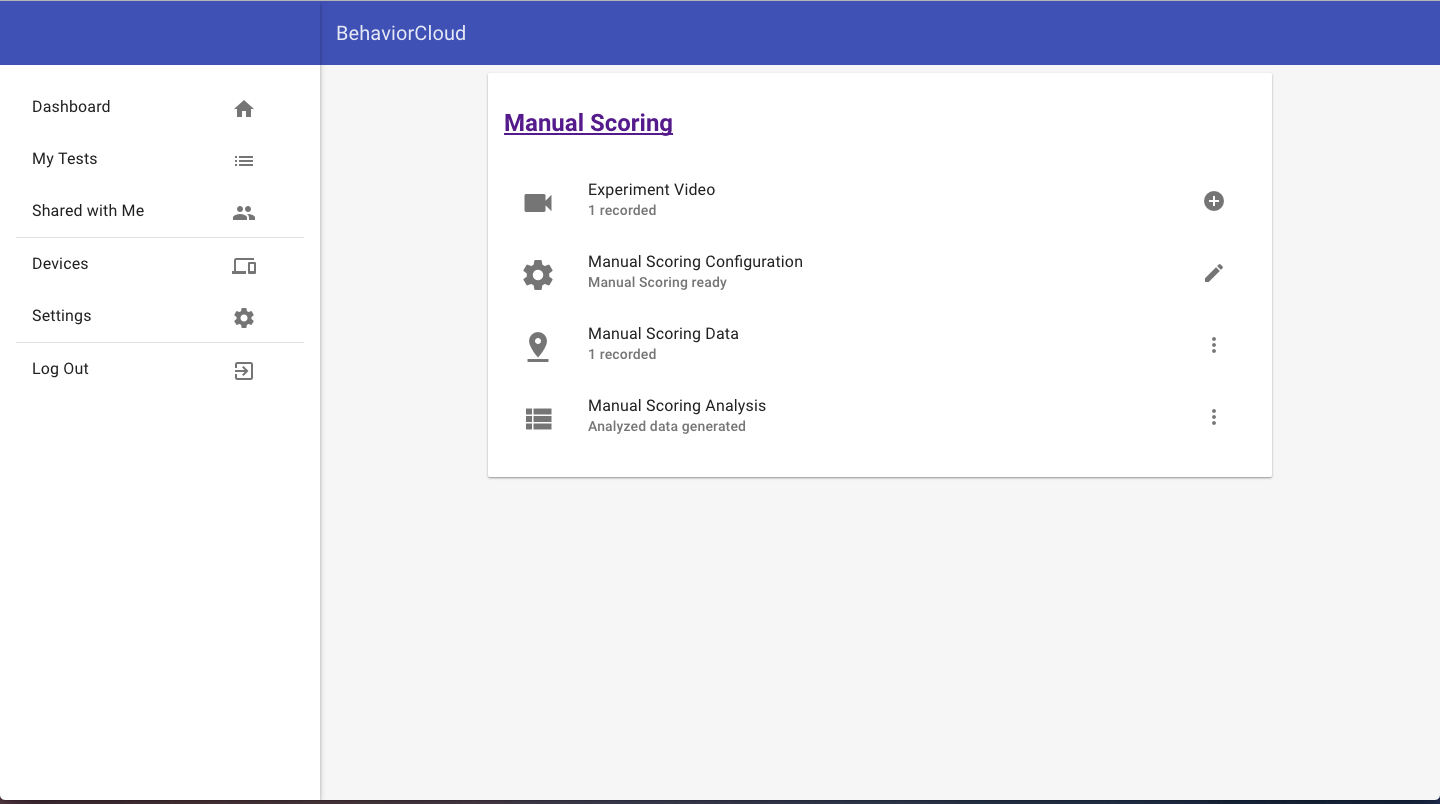 BehaviorCloud
Dashboard
My Tests
Shared with Me
Devices
Settings
Log Out
Manual Scoring
Experiment Video
1 recorded
Manual Scoring Configuration
Manual Scoring ready
Manual Scoring Data
1 recorded
Manual Scoring Analysis
Analyzed data generated